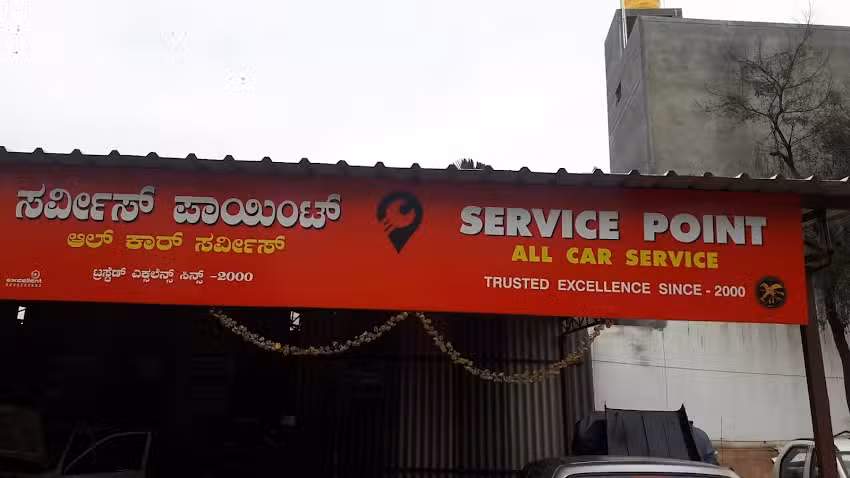 ಸರ್ವೀಸ್ ಪಾಯಿಂಟ್
ಆಲ್ ಕಾರ್ ಸರ್ವೀಸ್
ಟ್ರಸ್ಟೆಡ್ ಎಕ್ಸಲೆನ್ಸ್ ಸಿನ್ಸ್ -2000
SERVICE POINT
ALL CAR SERVICE
TRUSTED EXCELLENCE SINCE - 2000